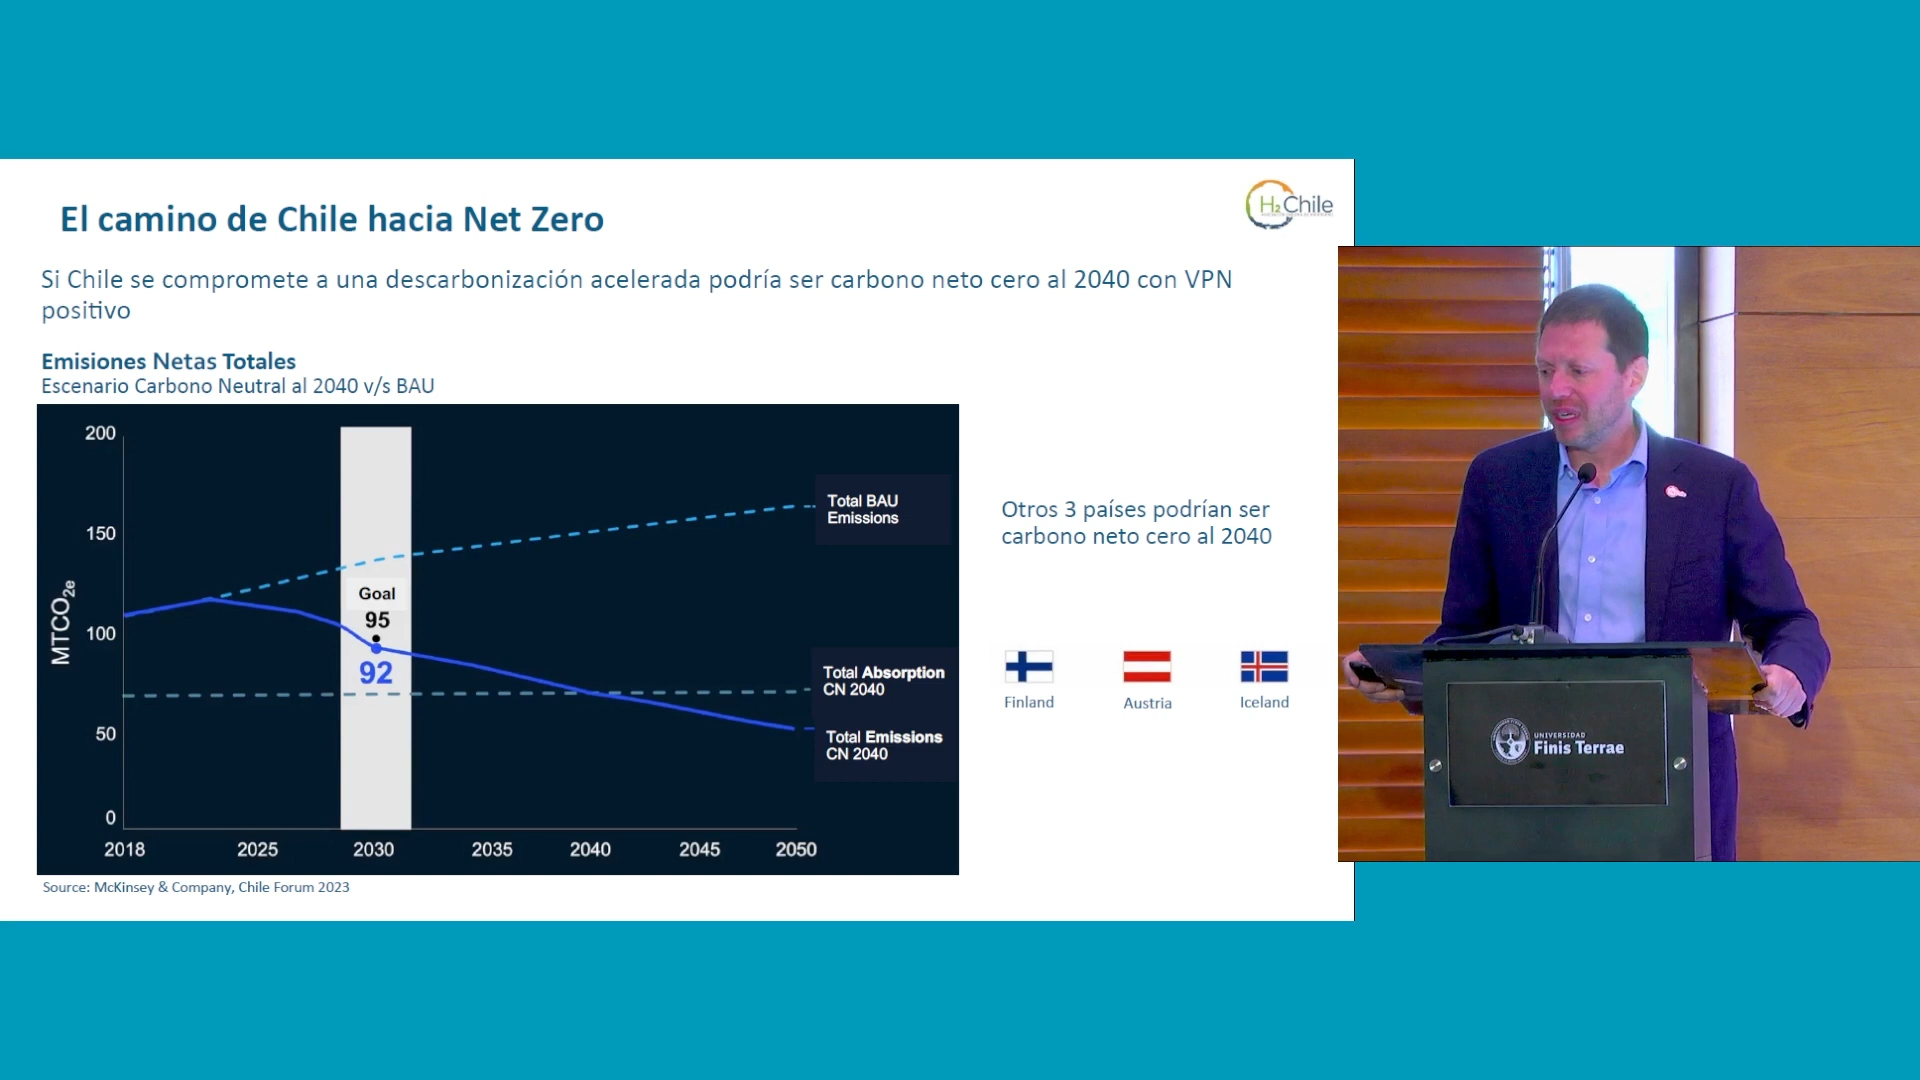 El camino de Chile hacia Net Zero
H2Chile
Si Chile se compromete a una descarbonización acelerada podría ser carbono neto cero al 2040 con VPN
positivo
Emisiones Netas Totales
Escenario Carbono Neutral al 2040 v/s BAU
200
150
100
50
0
MTCO2e
Goal
95
92
Total BAU
Emissions
Total Absorption
CN 2040
Total Emissions
CN 2040
2018
2025
2030
2035
2040
2045
2050
Source: McKinsey & Company, Chile Forum 2023
Otros 3 países podrían ser
carbono neto cero al 2040
Finland
Austria
Iceland
UNIVERSIDAD
Finis Terrae